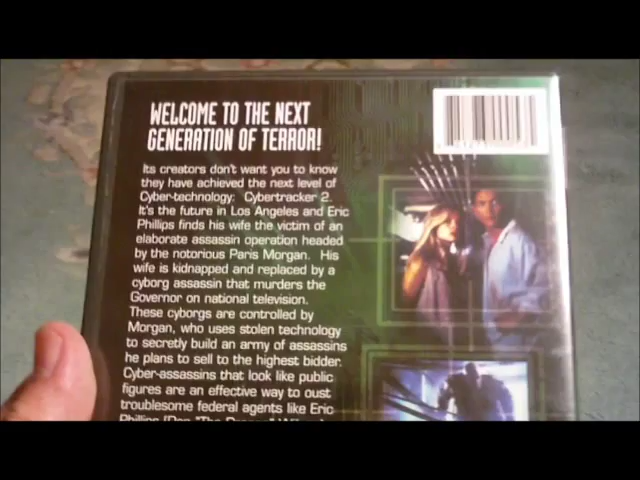 WELCOME TO THE NEXT
GENERATION OF TERROR!
Its creators don't want you to know
they have achieved the next level of
Cyber-technology: Cybertracker 2.
It's the future in Los Angeles and Eric
Phillips finds his wife the victim of an
elaborate assassin operation headed
by the notorious Paris Morgan. His
wife is kidnapped and replaced by a
cyborg assassin that murders the
Governor on national television.
These cyborgs are controlled by
Morgan, who uses stolen technology
to secretly build an army of assassins
he plans to sell to the highest bidder.
Cyber-assassins that look like public
figures are an effective way to oust
troublesome federal agents like Eric
Phillips (Don "The Dragon"